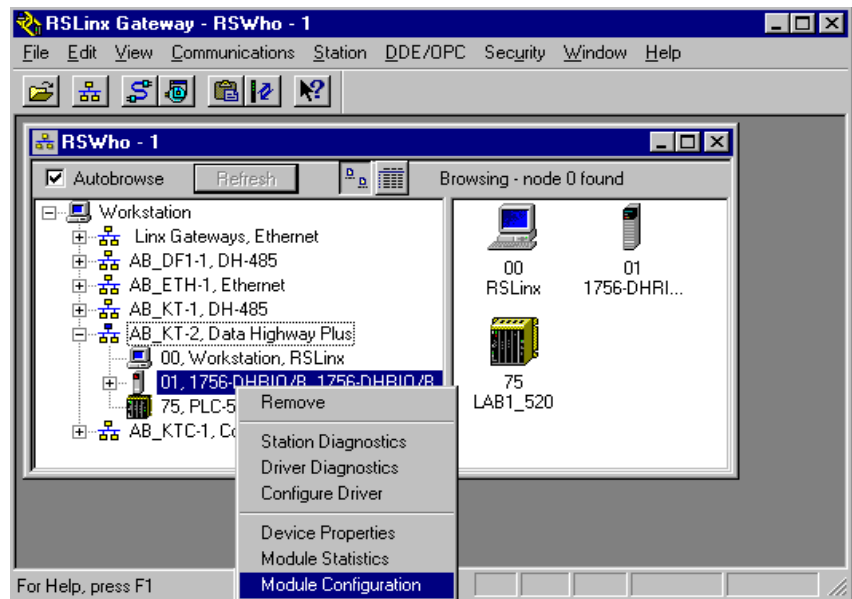 RSLinx Gateway - RSWho - 1
File Edit View Communications Station DDE/OPC Security Window Help
RSWho - 1
Autobrowse Refresh Browsing - node 0 found
Workstation
Linx Gateways, Ethernet
AB_DF1-1, DH-485
AB_ETH-1, Ethernet
AB_KT-1, DH-485
AB_KT-2, Data Highway Plus
00, Workstation, RSLinx
01, 1756-DHRIO/B, 1756-DHRIO/B
75, PLC-5
AB_KTC-1, Co
00
RSLinx
01
1756-DHRI...
75
LAB1_520
Remove
Station Diagnostics
Driver Diagnostics
Configure Driver
Device Properties
Module Statistics
Module Configuration
For Help, press F1